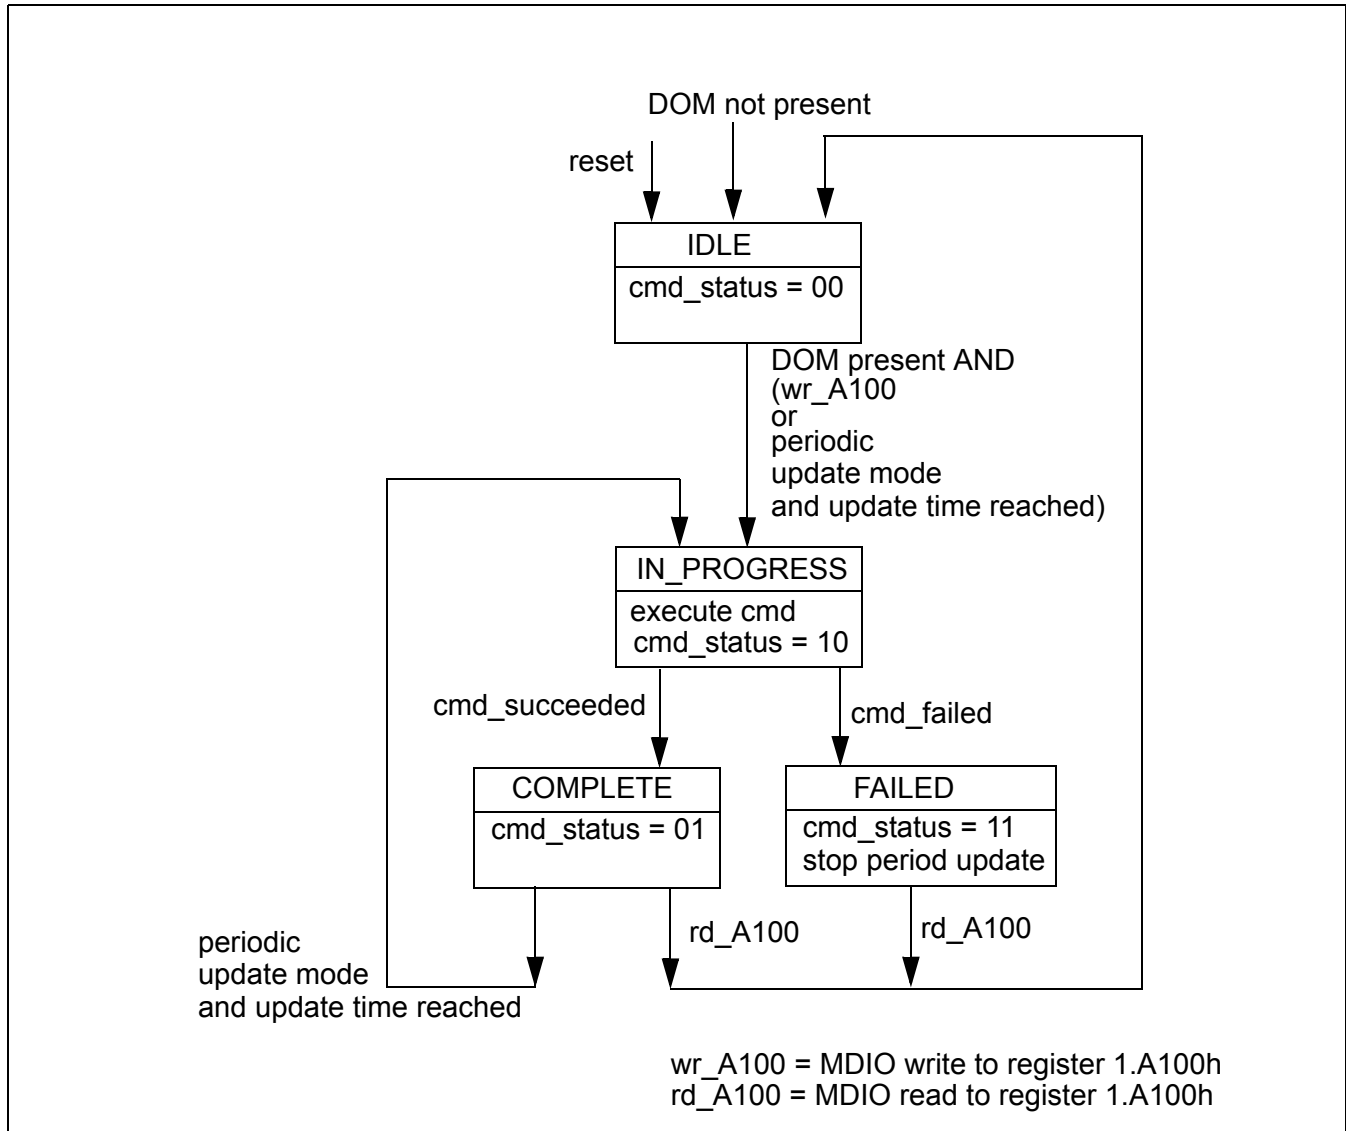 DOM not present
reset
IDLE
cmd_status = 00
DOM present AND
(wr_A100
or
periodic
update mode
and update time reached)
IN_PROGRESS
execute cmd
cmd_status = 10
cmd_succeeded
cmd_failed
COMPLETE
cmd_status = 01
FAILED
cmd_status = 11
stop period update
rd_A100
rd_A100
periodic
update mode
and update time reached
wr_A100 = MDIO write to register 1.A100h
rd_A100 = MDIO read to register 1.A100h